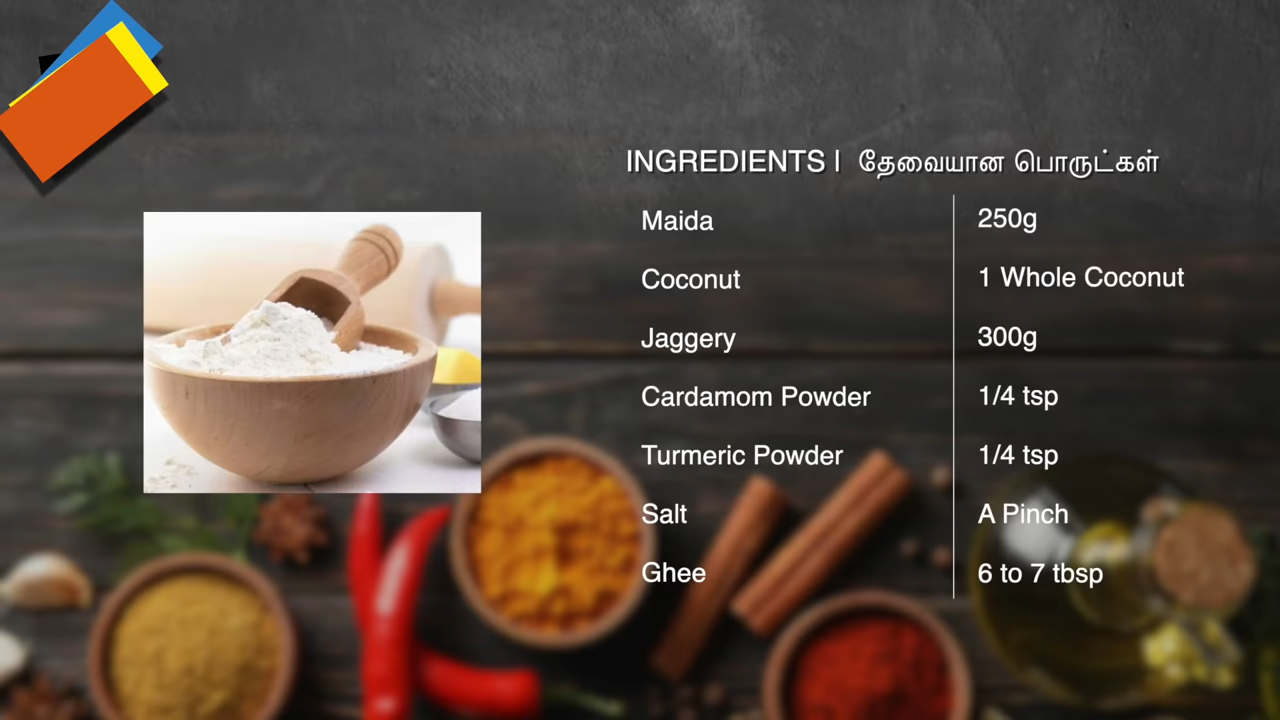 INGREDIENTS | தேவையான பொருட்கள்
Maida 250g
Coconut 1 Whole Coconut
Jaggery 300g
Cardamom Powder 1/4 tsp
Turmeric Powder 1/4 tsp
Salt A Pinch
Ghee 6 to 7 tbsp